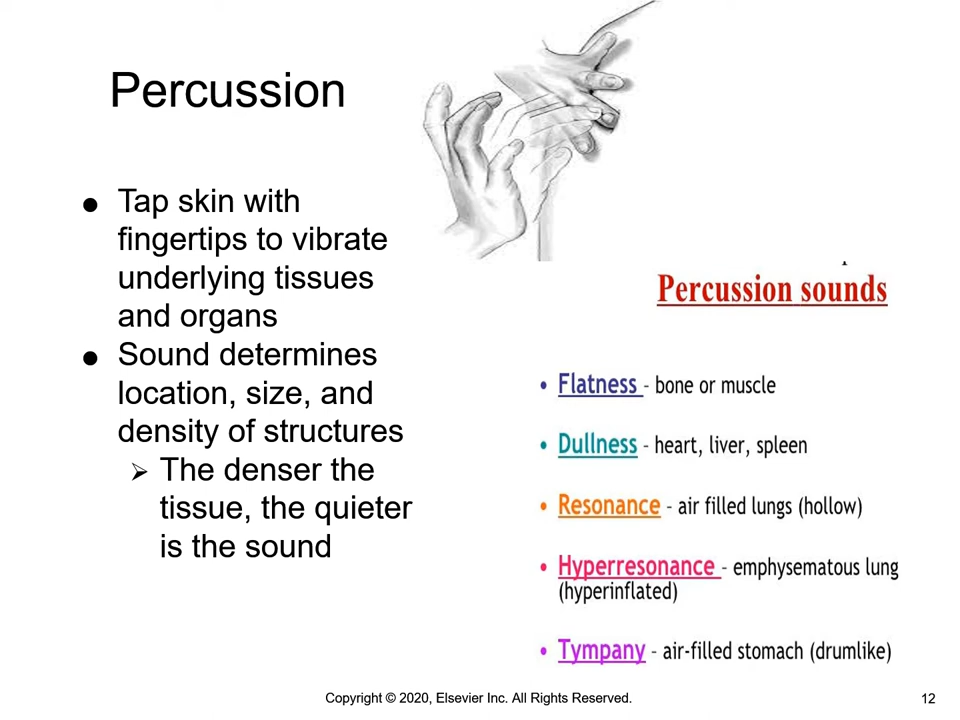 Percussion
● Tap skin with
fingertips to vibrate
underlying tissues
and organs
● Sound determines
location, size, and
density of structures
➢ The denser the
tissue, the quieter
is the sound
Percussion sounds
• Flatness - bone or muscle
• Dullness - heart, liver, spleen
• Resonance - air filled lungs (hollow)
• Hyperresonance - emphysematous lung
(hyperinflated)
• Tympany - air-filled stomach (drumlike)
Copyright © 2020, Elsevier Inc. All Rights Reserved.
12